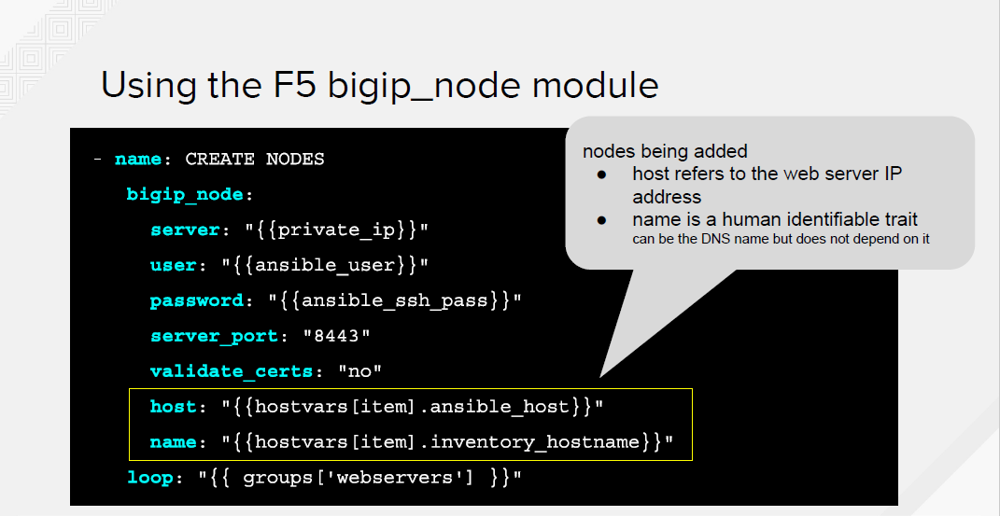 Using the F5 bigip_node module
- name: CREATE NODES
bigip_node:
server: "{{private_ip}}"
user: "{{ansible_user}}"
password: "{{ansible_ssh_pass}}"
server_port: "8443"
validate_certs: "no"
host: "{{hostvars[item].ansible_host}}"
name: "{{hostvars[item].inventory_hostname}}"
loop: "{{ groups['webservers'] }}"
nodes being added
● host refers to the web server IP
address
● name is a human identifiable trait
can be the DNS name but does not depend on it